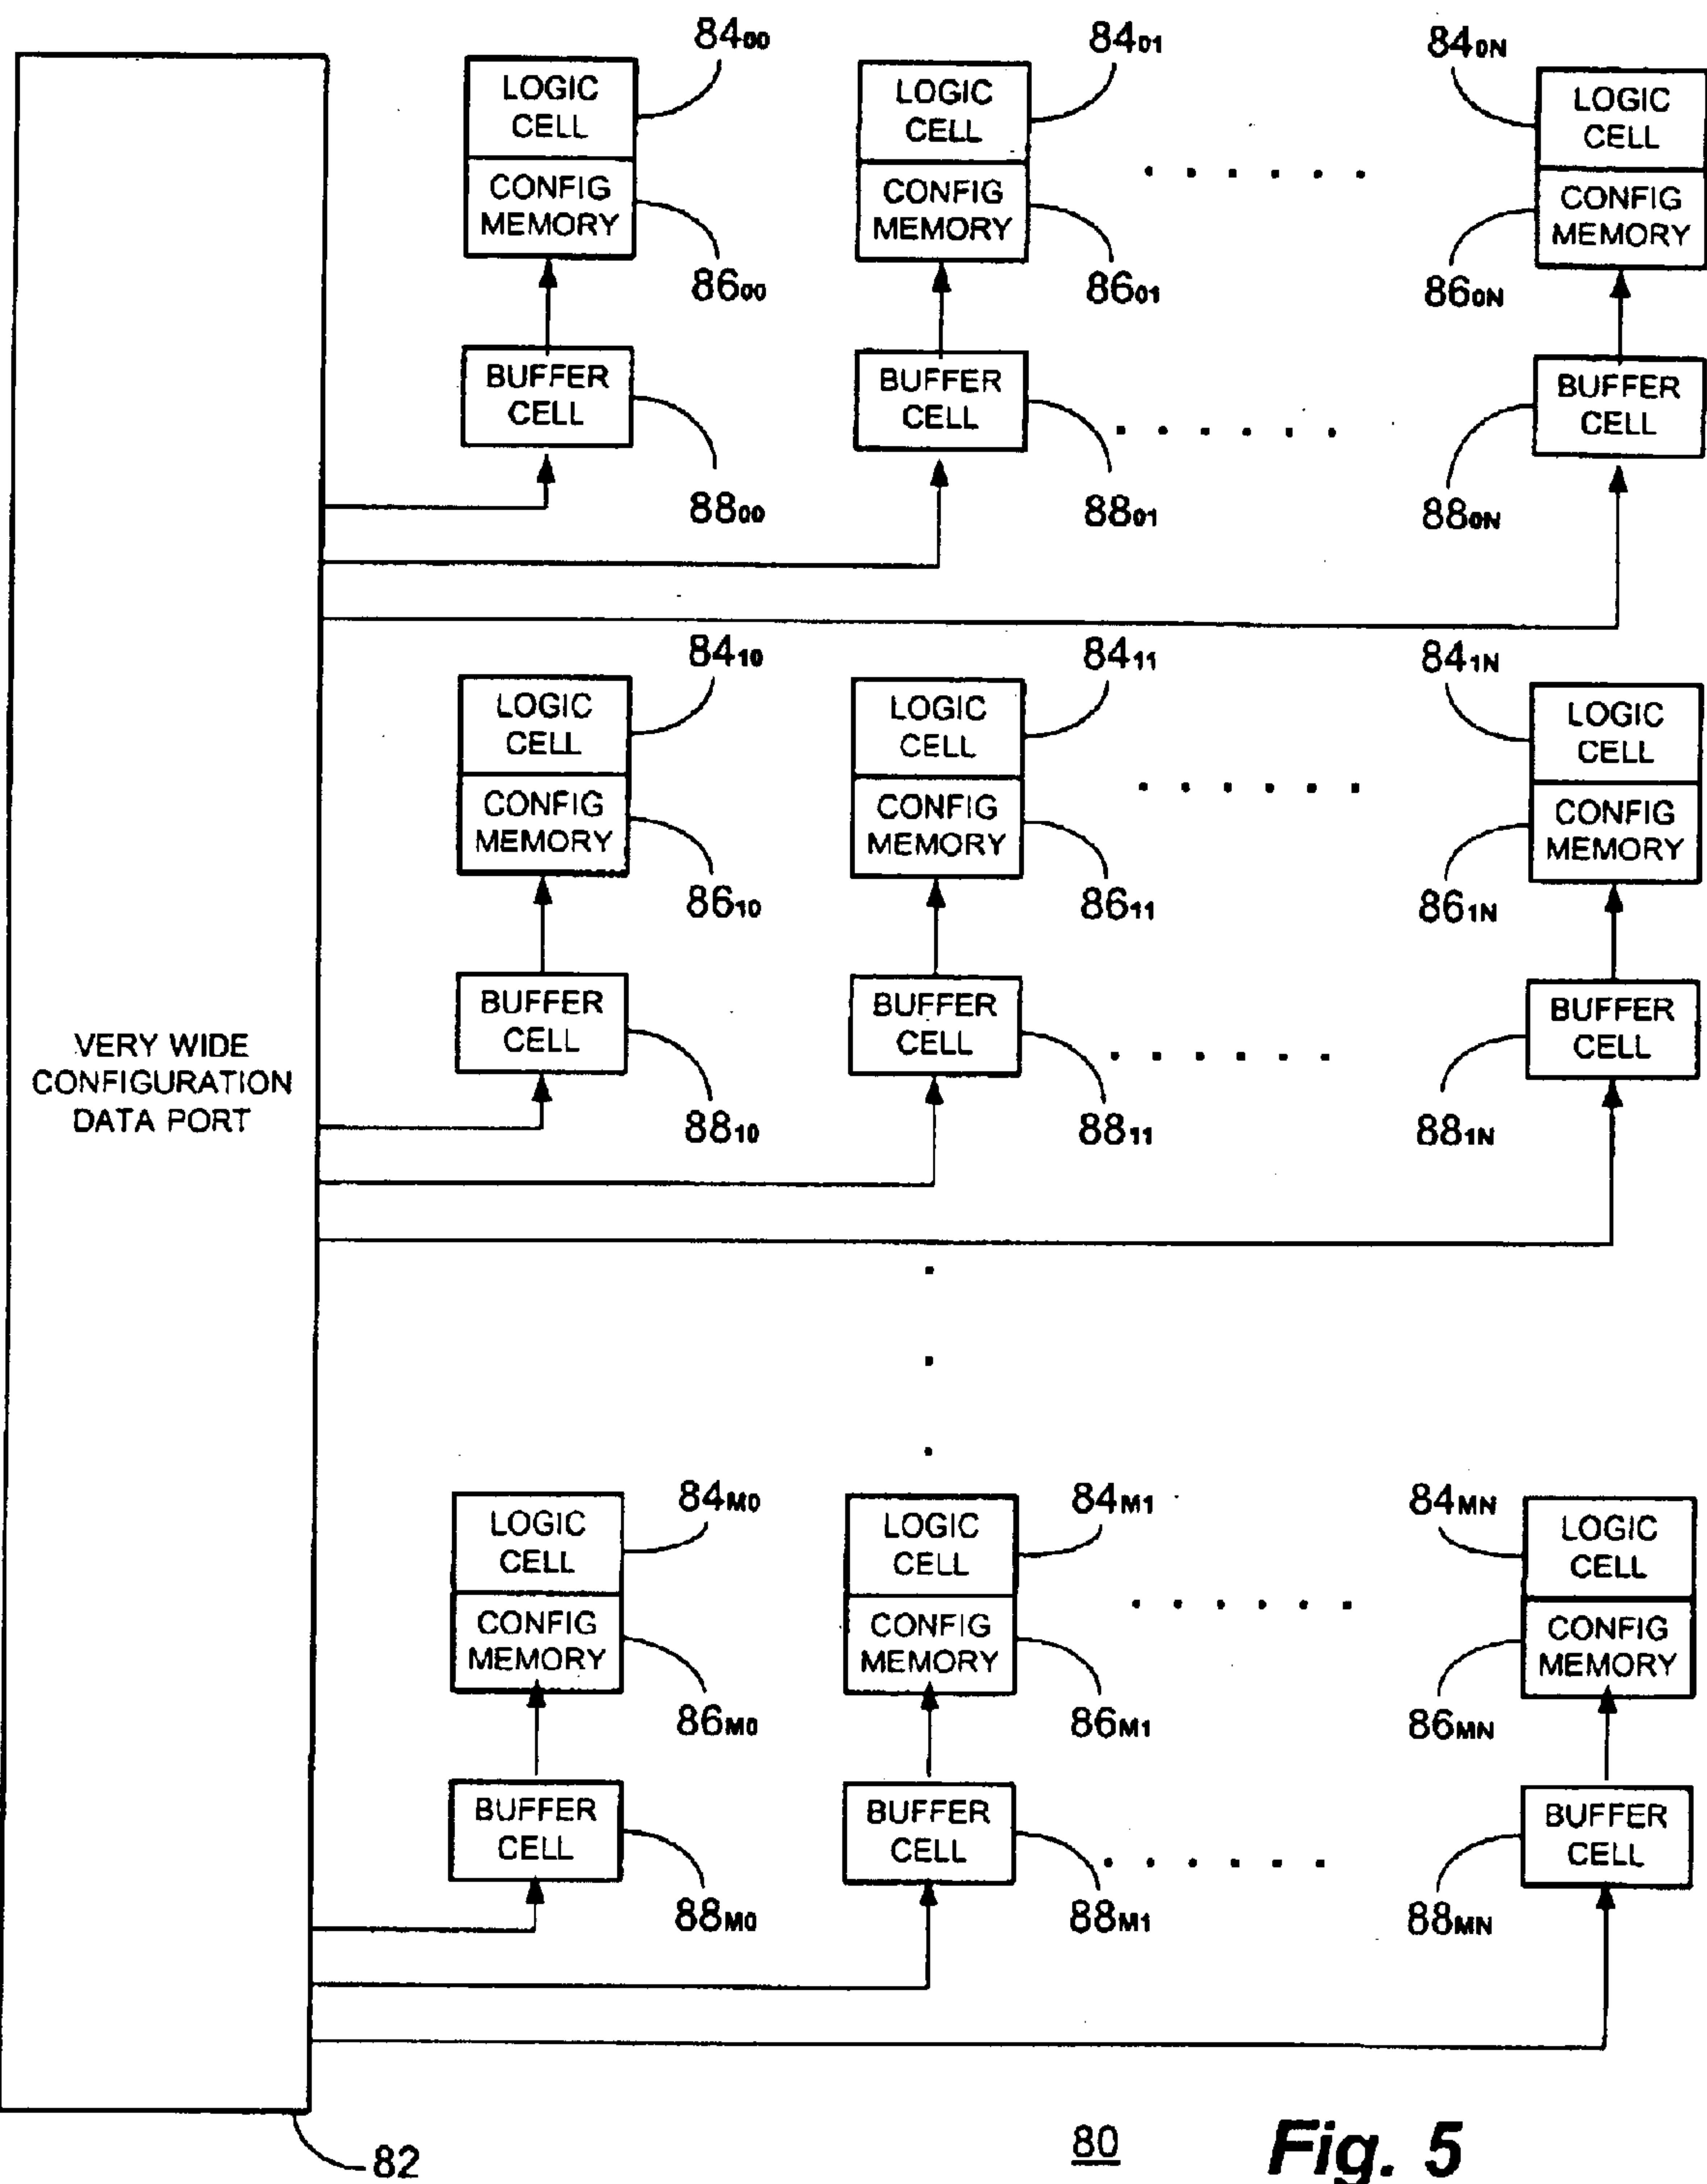 84₀₀ 84₀₁ 84₀N
LOGIC CELL LOGIC CELL LOGIC CELL
CONFIG MEMORY CONFIG MEMORY CONFIG MEMORY
86₀₀ 86₀₁ 86₀N
BUFFER CELL BUFFER CELL BUFFER CELL
88₀₀ 88₀₁ 88₀N
84₁₀ 84₁₁ 84₁N
LOGIC CELL LOGIC CELL LOGIC CELL
CONFIG MEMORY CONFIG MEMORY CONFIG MEMORY
86₁₀ 86₁₁ 86₁N
BUFFER CELL BUFFER CELL BUFFER CELL
VERY WIDE
CONFIGURATION
DATA PORT
88₁₀ 88₁₁ 88₁N
84M₀ 84M₁ 84MN
LOGIC CELL LOGIC CELL LOGIC CELL
CONFIG MEMORY CONFIG MEMORY CONFIG MEMORY
86M₀ 86M₁ 86MN
BUFFER CELL BUFFER CELL BUFFER CELL
88M₀ 88M₁ 88MN
82
80 Fig. 5